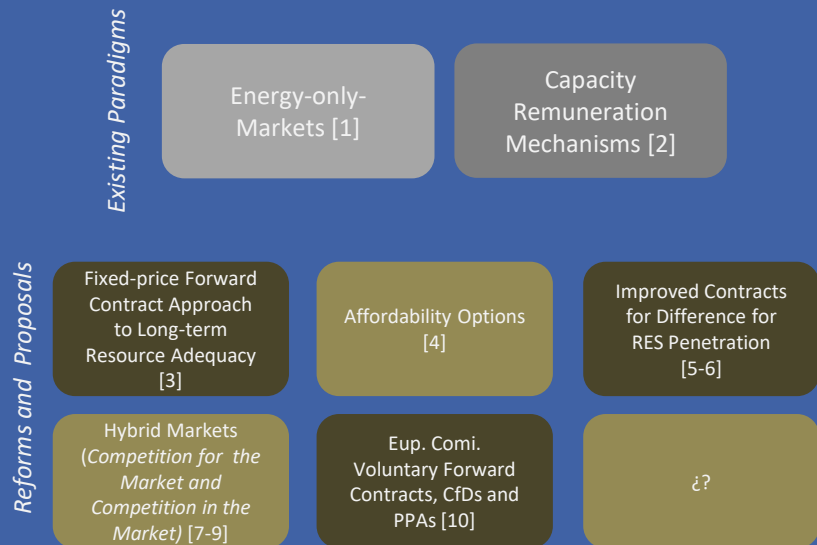 Existing Paradigms
Energy-only-
Markets [1]
Capacity
Remuneration
Mechanisms [2]
Reforms and Proposals
Fixed-price Forward
Contract Approach
to Long-term
Resource Adequacy
[3]
Affordability Options
[4]
Improved Contracts
for Difference for
RES Penetration
[5-6]
Hybrid Markets
(Competition for the
Market and
Competition in the
Market) [7-9]
Eup. Comi.
Voluntary Forward
Contracts, CfDs and
PPAs [10]
¿?